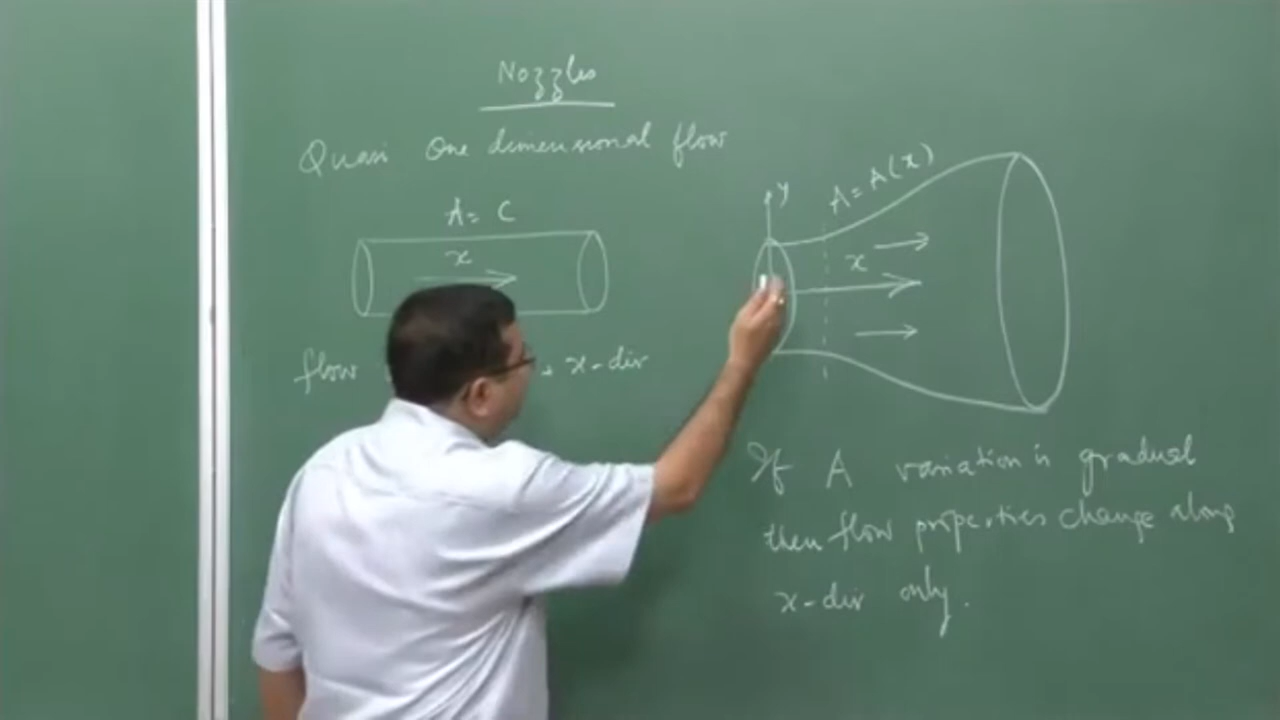 Nozzles
Quasi One dimensional flow
A = C
x
flow + x-dir
y
A = A(x)
x
If A variation is gradual
then flow properties change along
x-dir only.